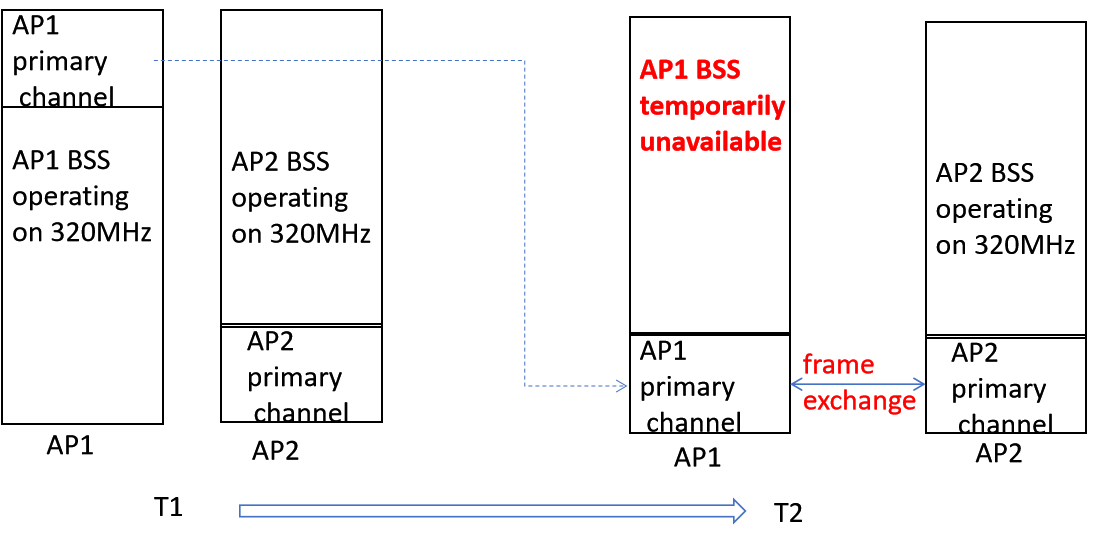 AP1
primary
channel
AP1 BSS
operating
on 320MHz
AP1
AP2 BSS
operating
on 320MHz
AP2
primary
channel
AP2
AP1 BSS
temporarily
unavailable
AP1
primary
channel
AP1
frame
exchange
AP2 BSS
operating
on 320MHz
AP2
primary
channel
AP2
T1
T2